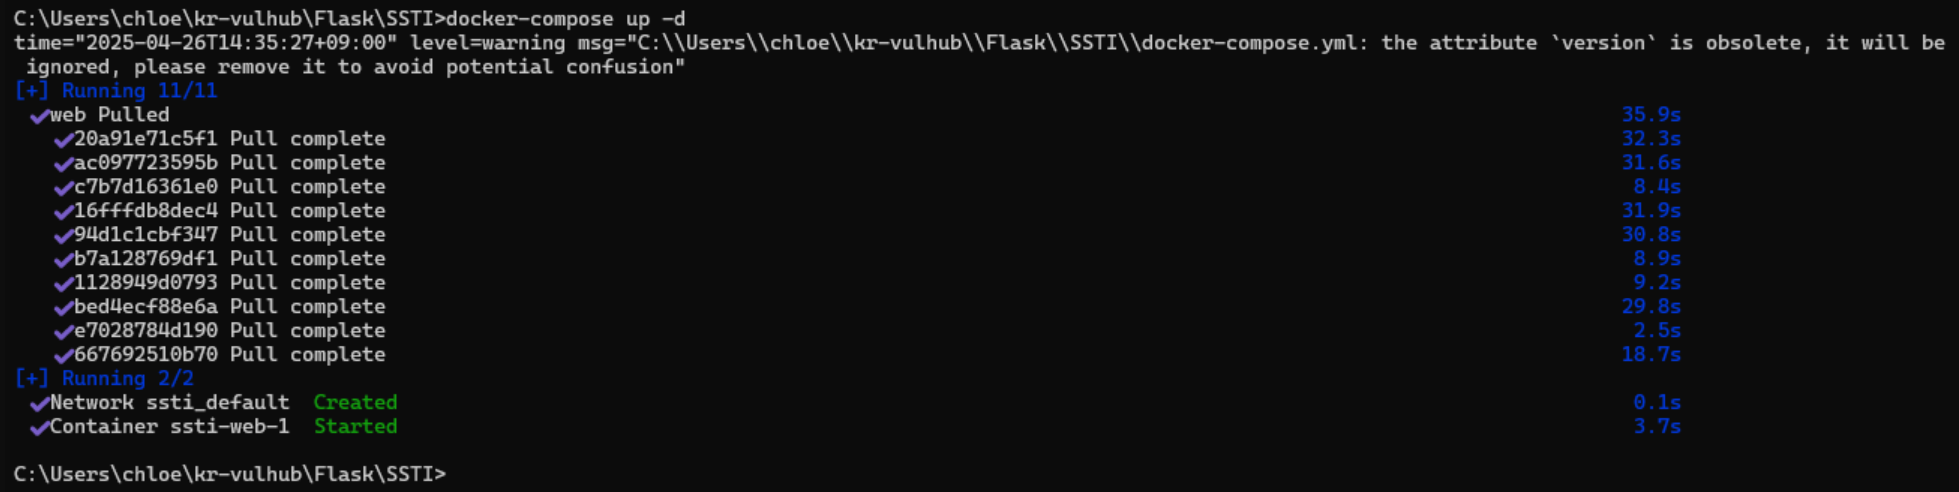 C:\Users\chloe\kr-vulhub\Flask\SSTI>docker-compose up -d
time="2025-04-26T14:35:27+09:00" level=warning msg="C:\\Users\\chloe\\kr-vulhub\\Flask\\SSTI\\docker-compose.yml: the attribute `version` is obsolete, it will be
ignored, please remove it to avoid potential confusion"
[+] Running 11/11
✔web Pulled 35.9s
✔20a91e71c5f1 Pull complete 32.3s
✔ac097723595b Pull complete 31.6s
✔c7b7d16361e0 Pull complete 8.4s
✔16fffdb8dec4 Pull complete 31.9s
✔94d1c1cbf347 Pull complete 30.8s
✔b7a128769df1 Pull complete 8.9s
✔1128949d0793 Pull complete 9.2s
✔bed4ecf88e6a Pull complete 29.8s
✔e7028784d190 Pull complete 2.5s
✔667692510b70 Pull complete 18.7s
[+] Running 2/2
✔Network ssti_default Created 0.1s
✔Container ssti-web-1 Started 3.7s
C:\Users\chloe\kr-vulhub\Flask\SSTI>